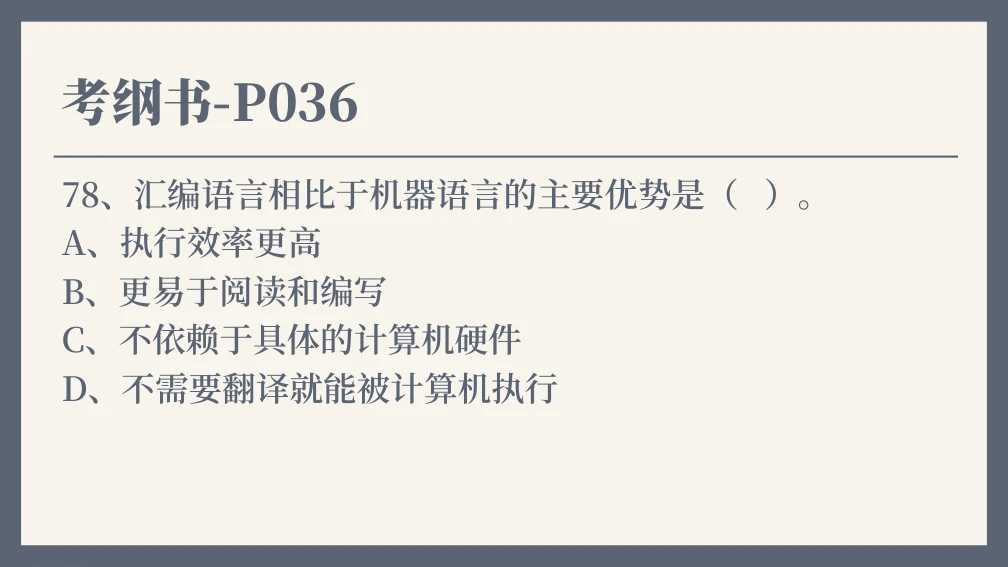 考纲书-P036
78、汇编语言相比于机器语言的主要优势是（ ）。
A、执行效率更高
B、更易于阅读和编写
C、不依赖于具体的计算机硬件
D、不需要翻译就能被计算机执行